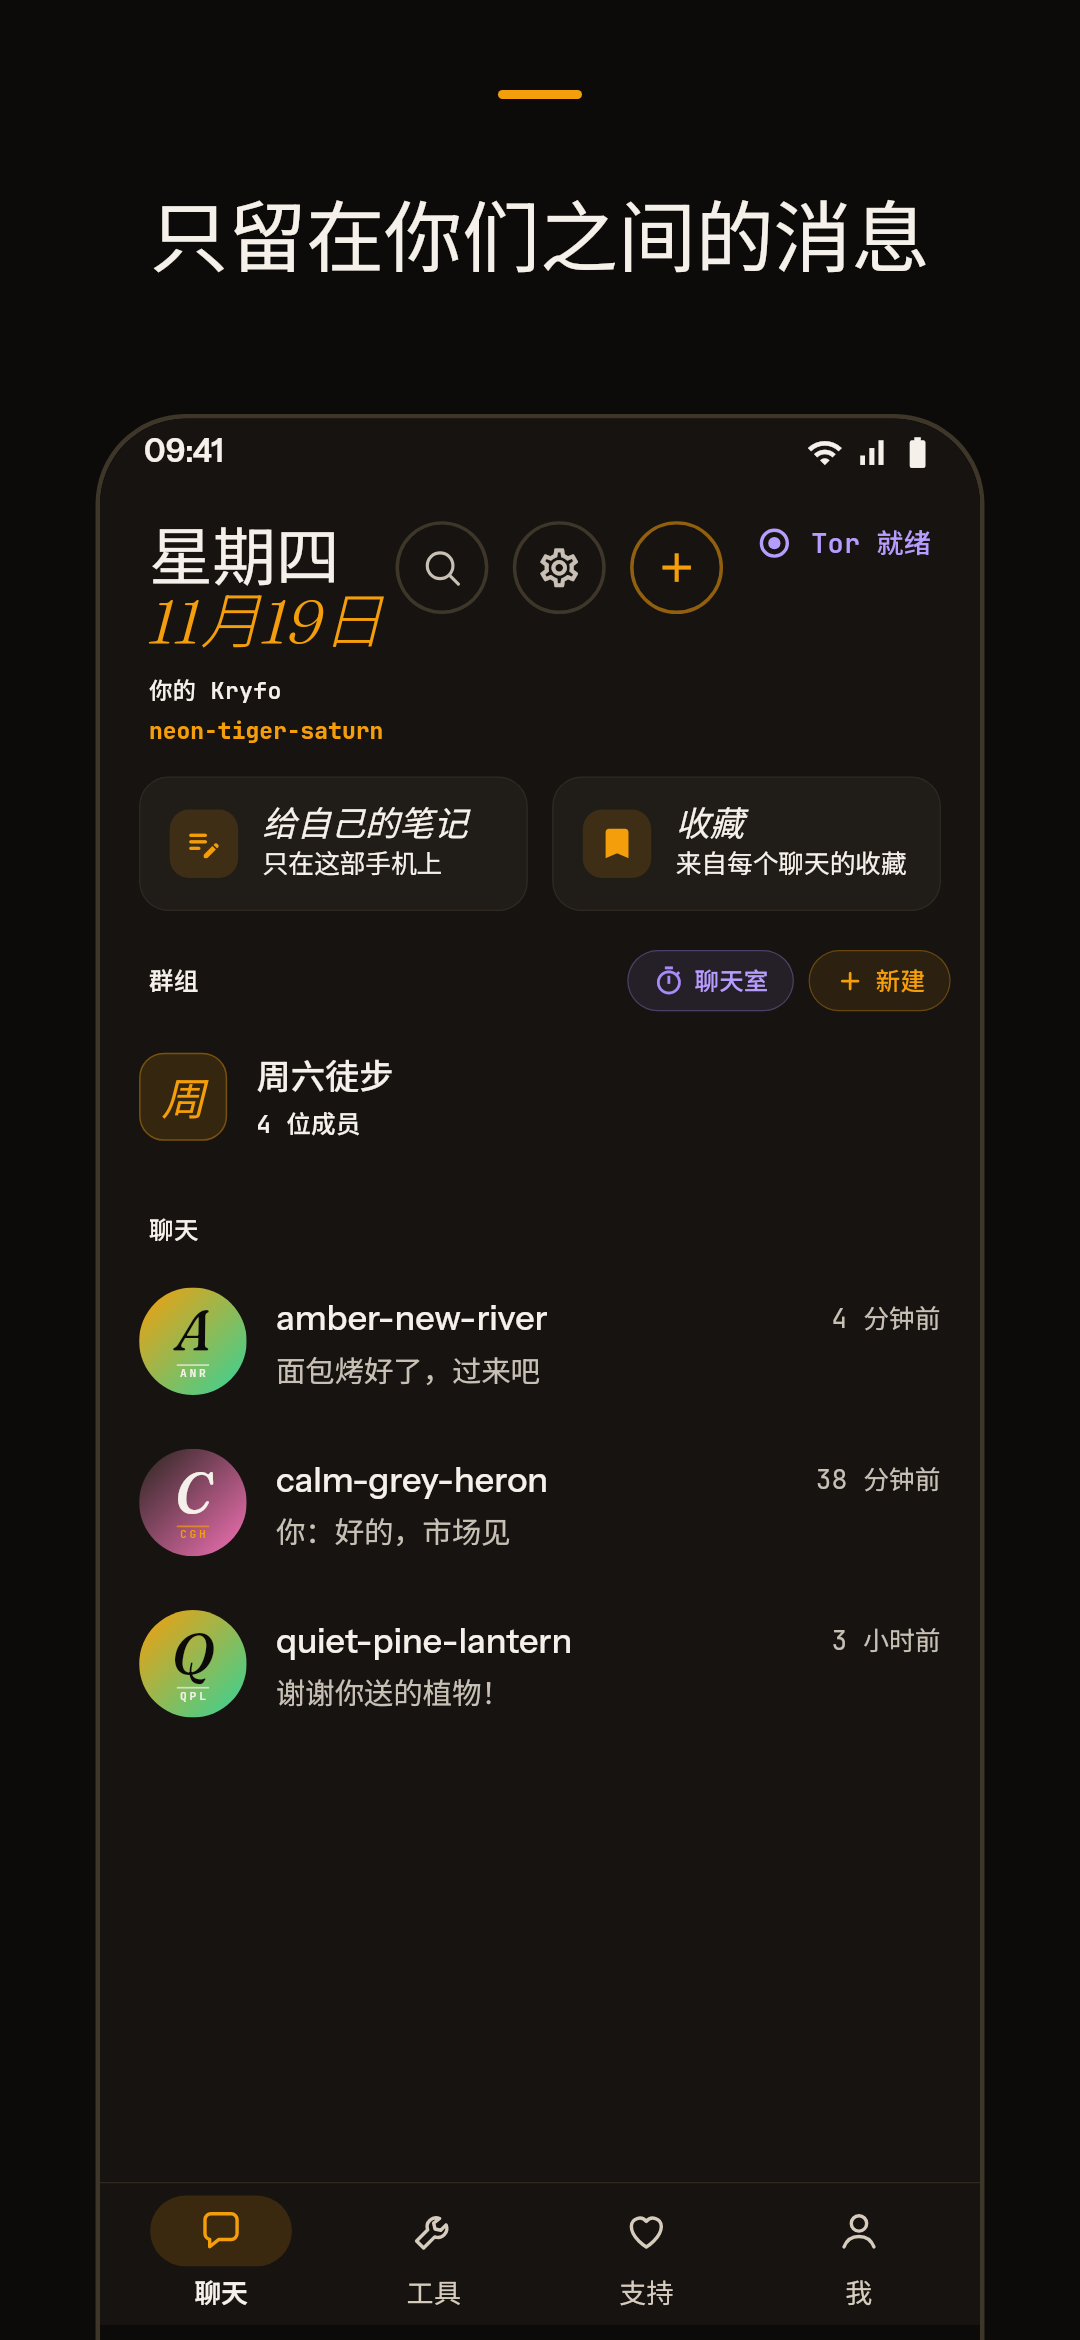 只留在你们之间的消息
09:41
星期四
11月19日
Tor 就绪
你的 Kryfo
neon-tiger-saturn
给自己的笔记
只在这部手机上
收藏
来自每个聊天的收藏
群组
聊天室
新建
周
周六徒步
4 位成员
聊天
A
ANR
amber-new-river
4 分钟前
面包烤好了，过来吧
C
CGH
calm-grey-heron
38 分钟前
你：好的，市场见
Q
QPL
quiet-pine-lantern
3 小时前
谢谢你送的植物！
聊天
工具
支持
我